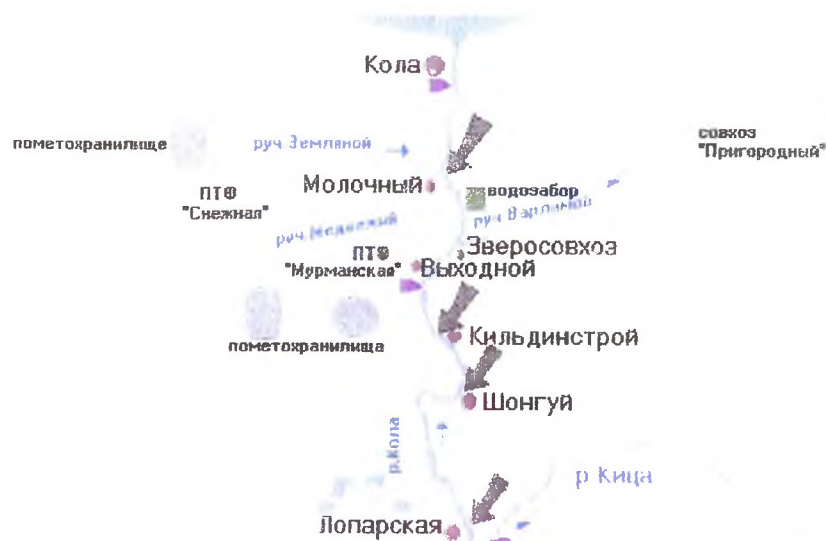 Кола
пометохранилище
руч Земляной
совхоз
"Пригородный"
Молочный
водозабор
ПТФ
"Снежная"
руч Медвежий
руч Варламов
Зверосовхоз
ПТФ
"Мурманская"
Выходной
Кильдинстрой
пометохранилища
Шонгуй
р.Кола
р Кица
Лопарская